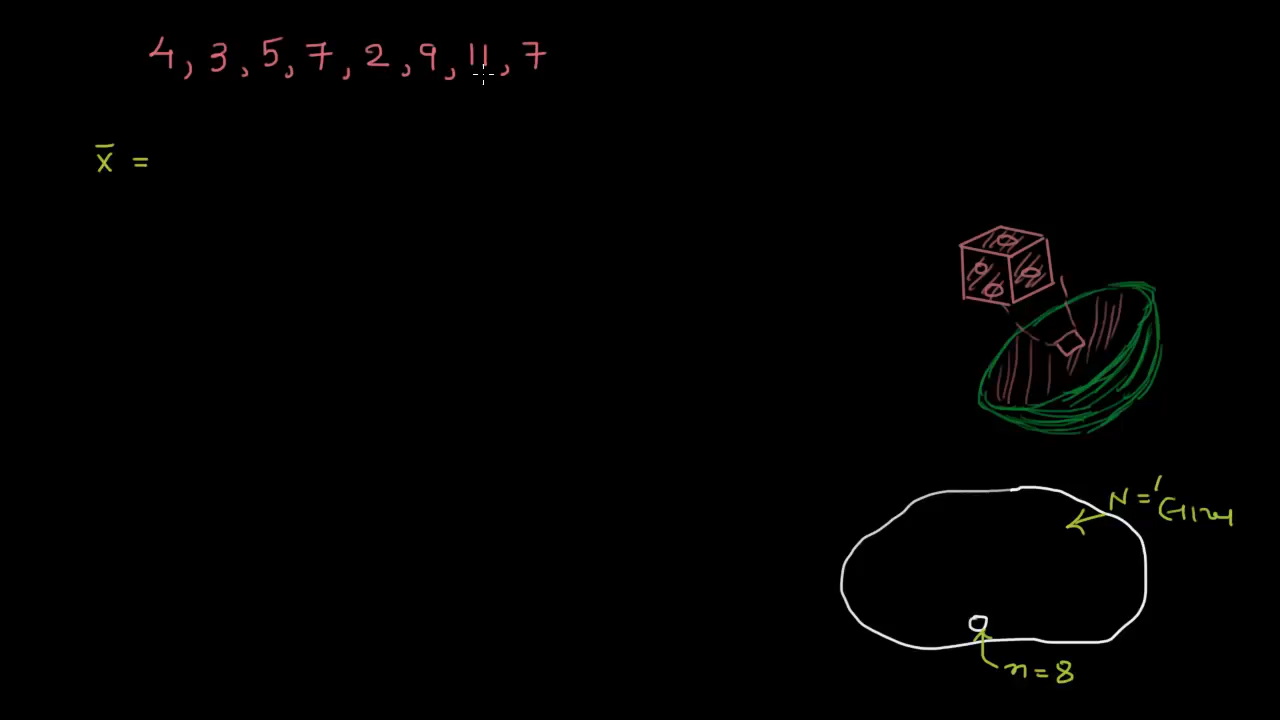 4, 3, 5, 7, 2, 9, 11, 7
x̄ =
N =
n = 8